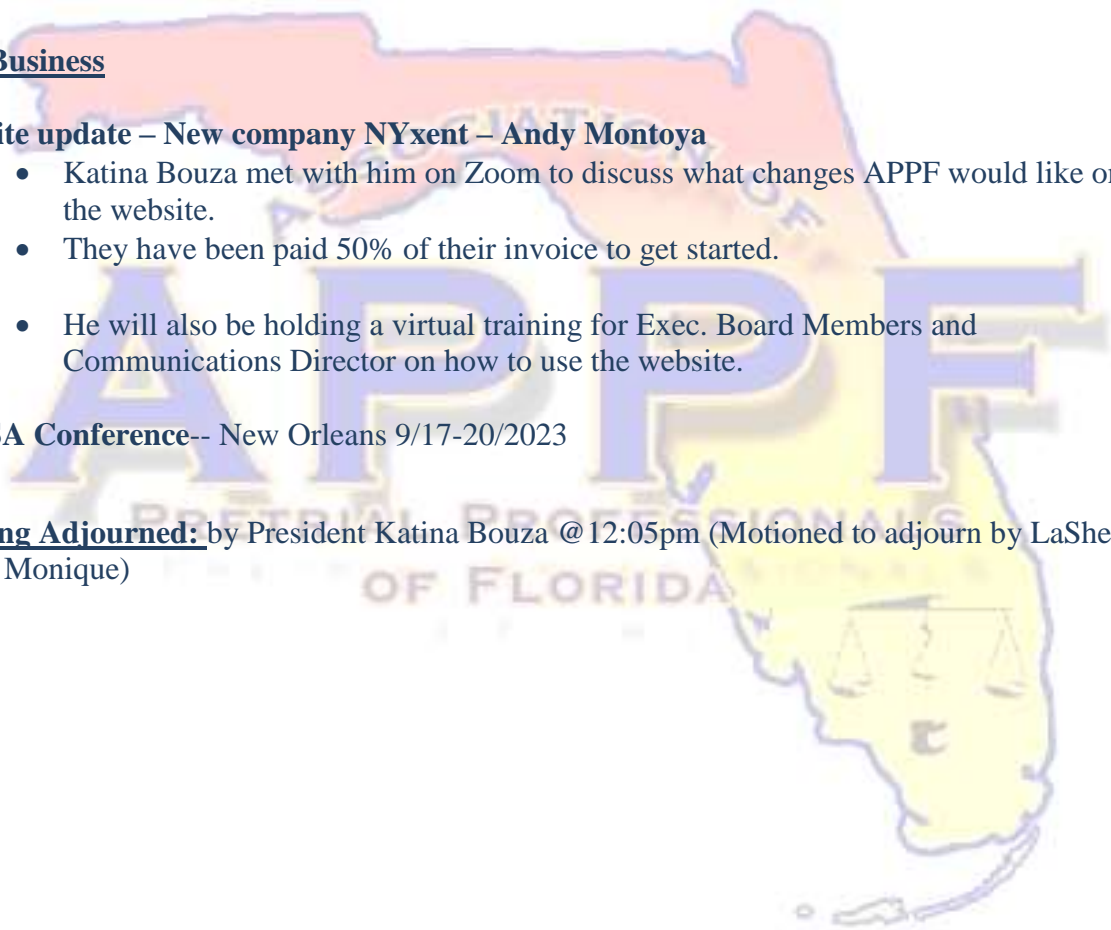 Business
ite update – New company NYxent – Andy Montoya
• Katina Bouza met with him on Zoom to discuss what changes APPF would like on
the website.
• They have been paid 50% of their invoice to get started.
• He will also be holding a virtual training for Exec. Board Members and
Communications Director on how to use the website.
SA Conference-- New Orleans 9/17-20/2023
ng Adjourned: by President Katina Bouza @12:05pm (Motioned to adjourn by LaShe
Monique)
ASSOCIATION OF
APPF
PRETRIAL PROFESSIONALS
OF FLORIDA